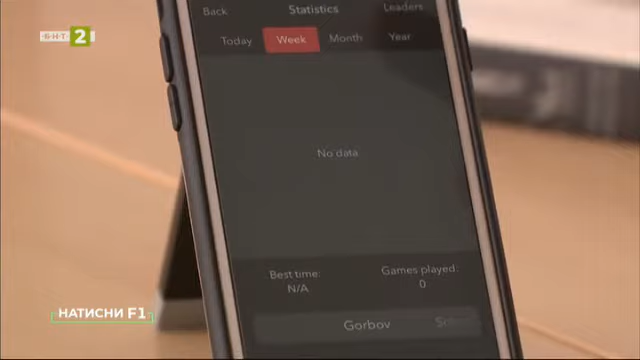 Back Statistics Leaders
Today Week Month Year
БНТ 2
No data
Best time: Games played:
N/A 0
Gorbov
НАТИСНИ F1